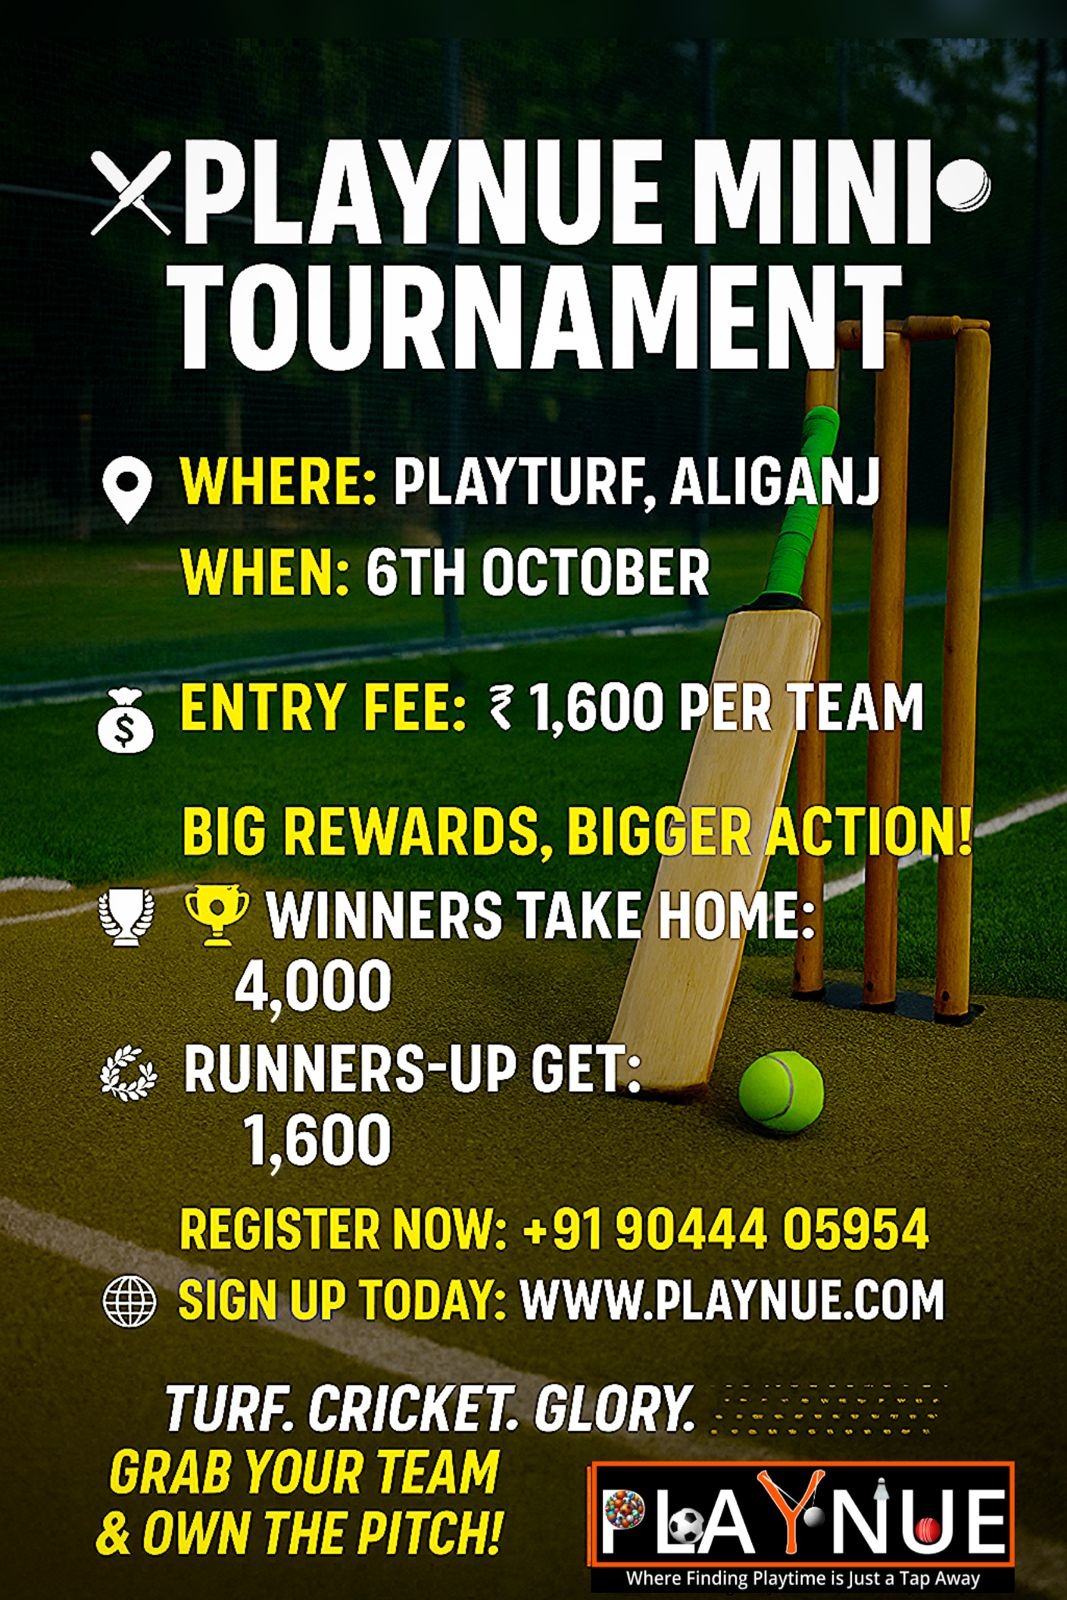 PLAYNUE MINI
TOURNAMENT
WHERE: PLAYTURF, ALIGANJ
WHEN: 6TH OCTOBER
$
ENTRY FEE: ₹ 1,600 PER TEAM
BIG REWARDS, BIGGER ACTION!
WINNERS TAKE HOME:
4,000
RUNNERS-UP GET:
1,600
REGISTER NOW: +91 90444 05954
SIGN UP TODAY: WWW.PLAYNUE.COM
TURF. CRICKET. GLORY.
GRAB YOUR TEAM
& OWN THE PITCH!
PLAYNUE
Where Finding Playtime is Just a Tap Away